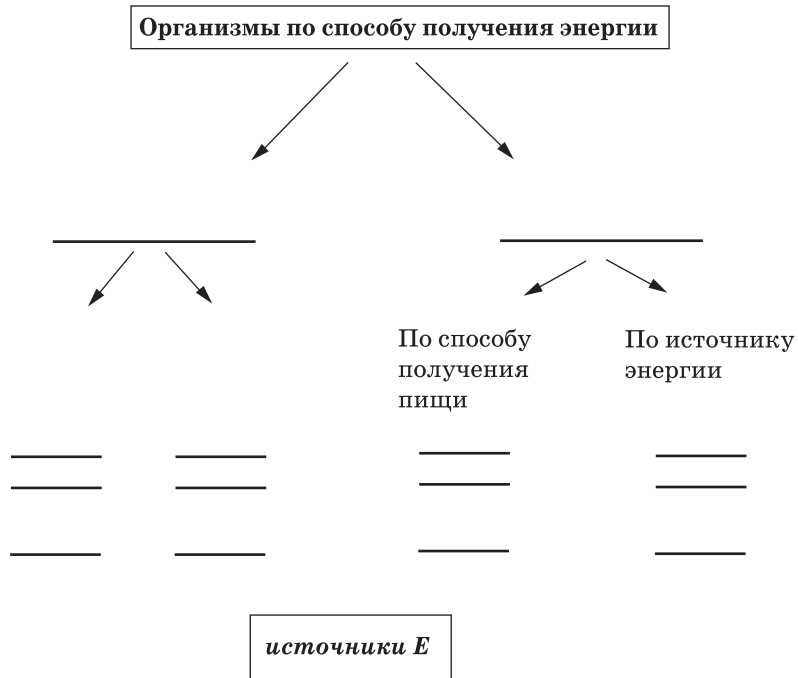 Организмы по способу получения энергии
По способу
получения
пищи
По источнику
энергии
источники E